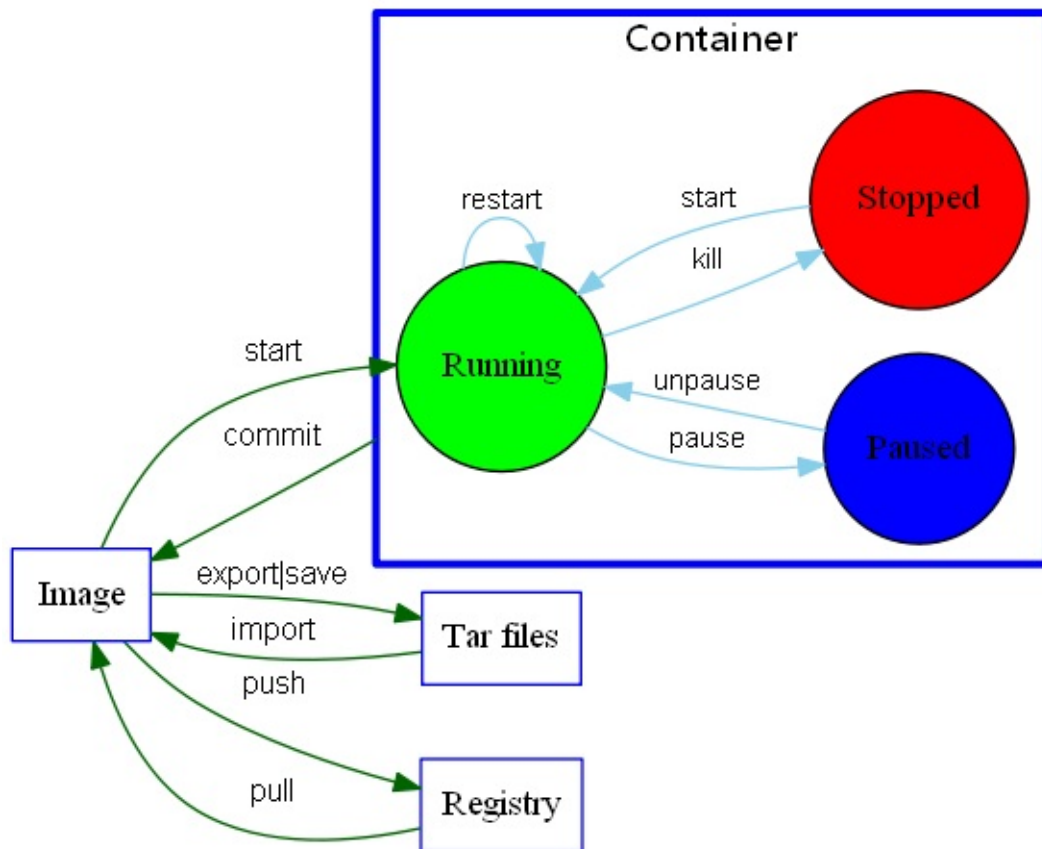 Container
Stopped
restart
start
kill
Running
start
unpause
pause
Paused
commit
Image
export|save
import
Tar files
push
pull
Registry